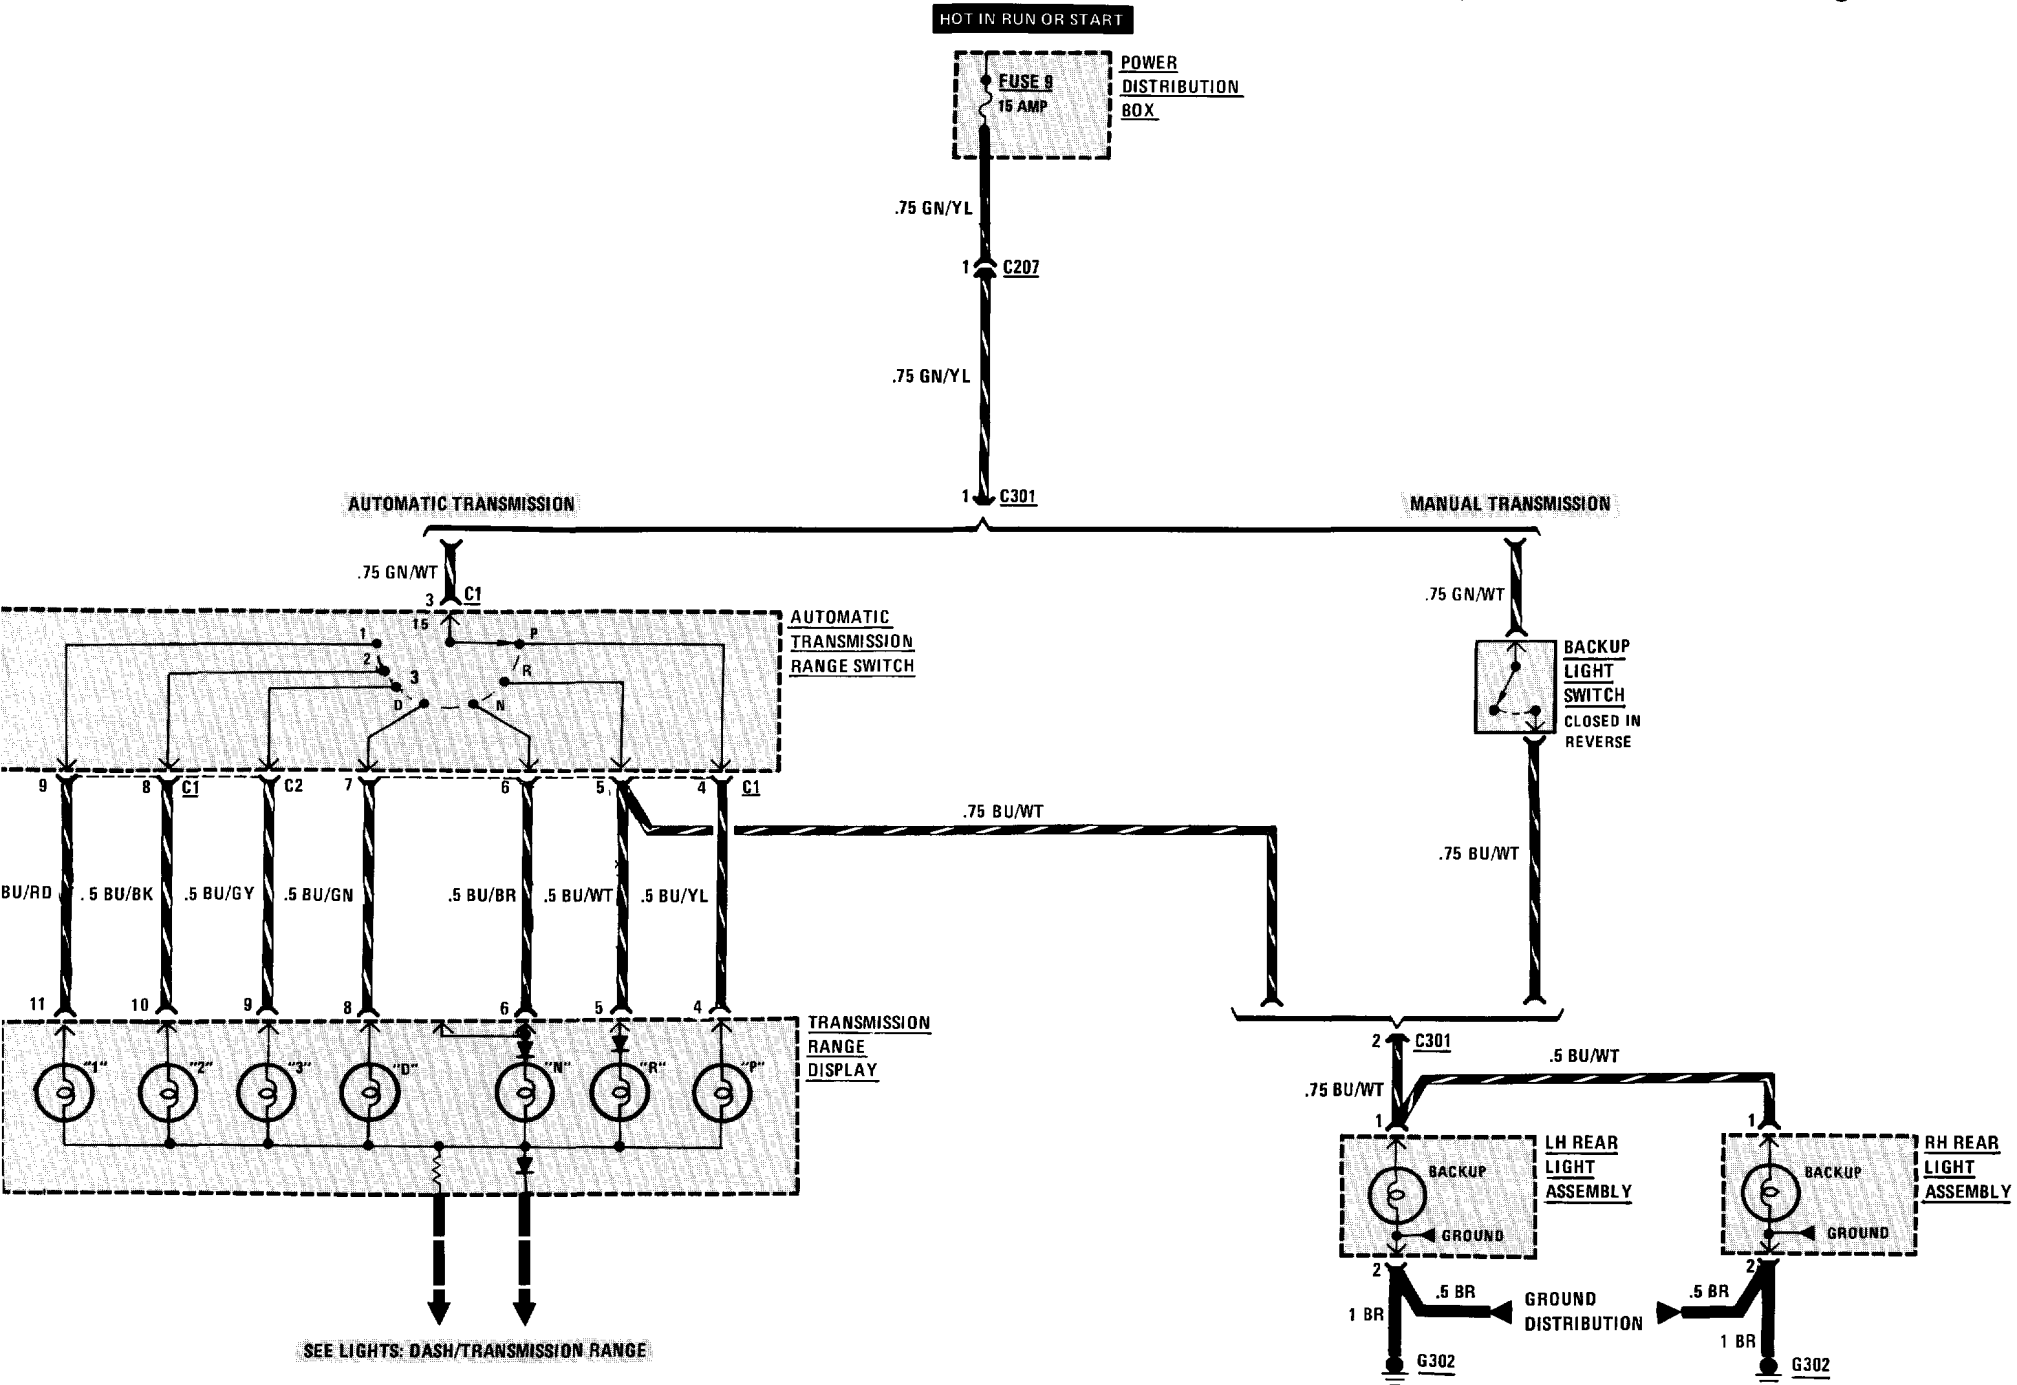 HOT IN RUN OR START
FUSE 9
15 AMP
POWER
DISTRIBUTION
BOX
.75 GN/YL
1 C207
.75 GN/YL
1 C301
AUTOMATIC TRANSMISSION
MANUAL TRANSMISSION
.75 GN/WT
3 C1
15
1
2
3
D
N
R
P
AUTOMATIC
TRANSMISSION
RANGE SWITCH
.75 GN/WT
BACKUP
LIGHT
SWITCH
CLOSED IN
REVERSE
9 8 C1 C2 7 6 5 4 C1
.75 BU/WT
.75 BU/WT
BU/RD .5 BU/BK .5 BU/GY .5 BU/GN .5 BU/BR .5 BU/WT .5 BU/YL
11 10 9 8 6 5 4
"1" "2" "3" "D" "N" "R" "P"
TRANSMISSION
RANGE
DISPLAY
2 C301
.75 BU/WT
.5 BU/WT
1
1
BACKUP
GROUND
LH REAR
LIGHT
ASSEMBLY
BACKUP
GROUND
RH REAR
LIGHT
ASSEMBLY
2
2
.5 BR
1 BR
GROUND
DISTRIBUTION
.5 BR
1 BR
G302
G302
SEE LIGHTS: DASH/TRANSMISSION RANGE